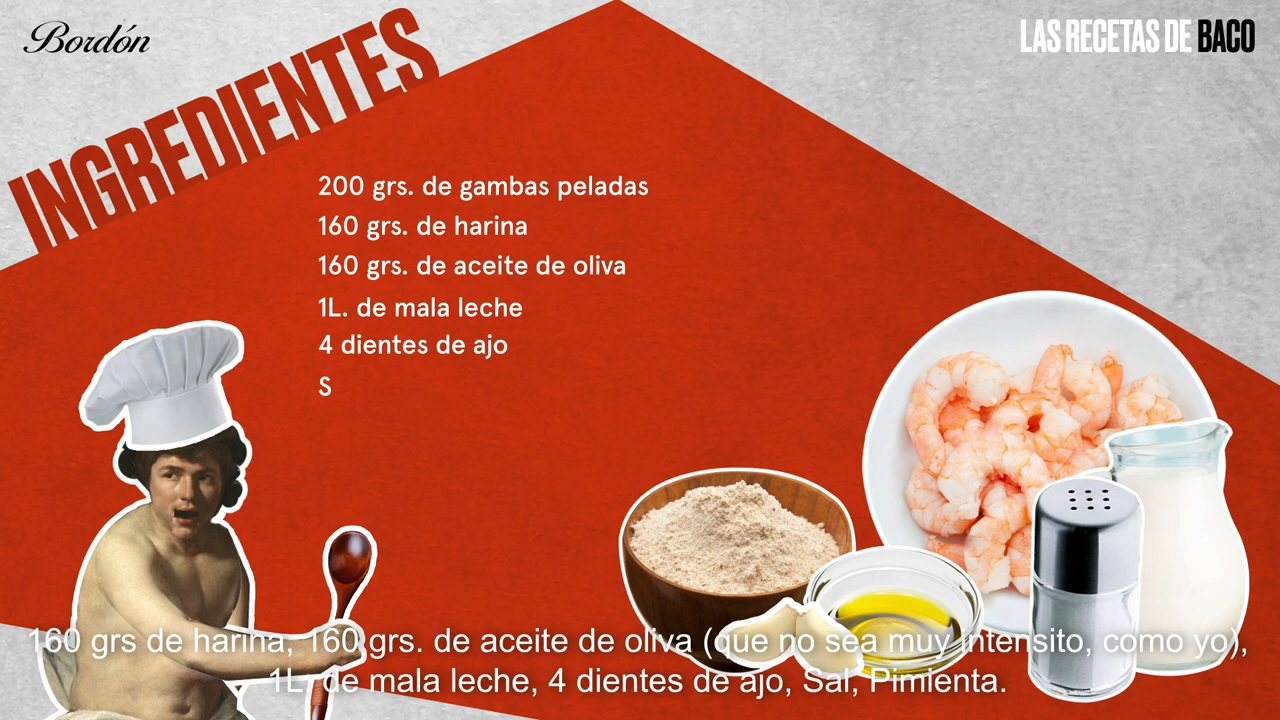 Bordón
LAS RECETAS DE BACO
INGREDIENTES
200 grs. de gambas peladas
160 grs. de harina
160 grs. de aceite de oliva
1L. de mala leche
4 dientes de ajo
S
160 grs de harina, 160 grs. de aceite de oliva (que no sea muy intensito, como yo),
1L. de mala leche, 4 dientes de ajo, Sal, Pimienta.